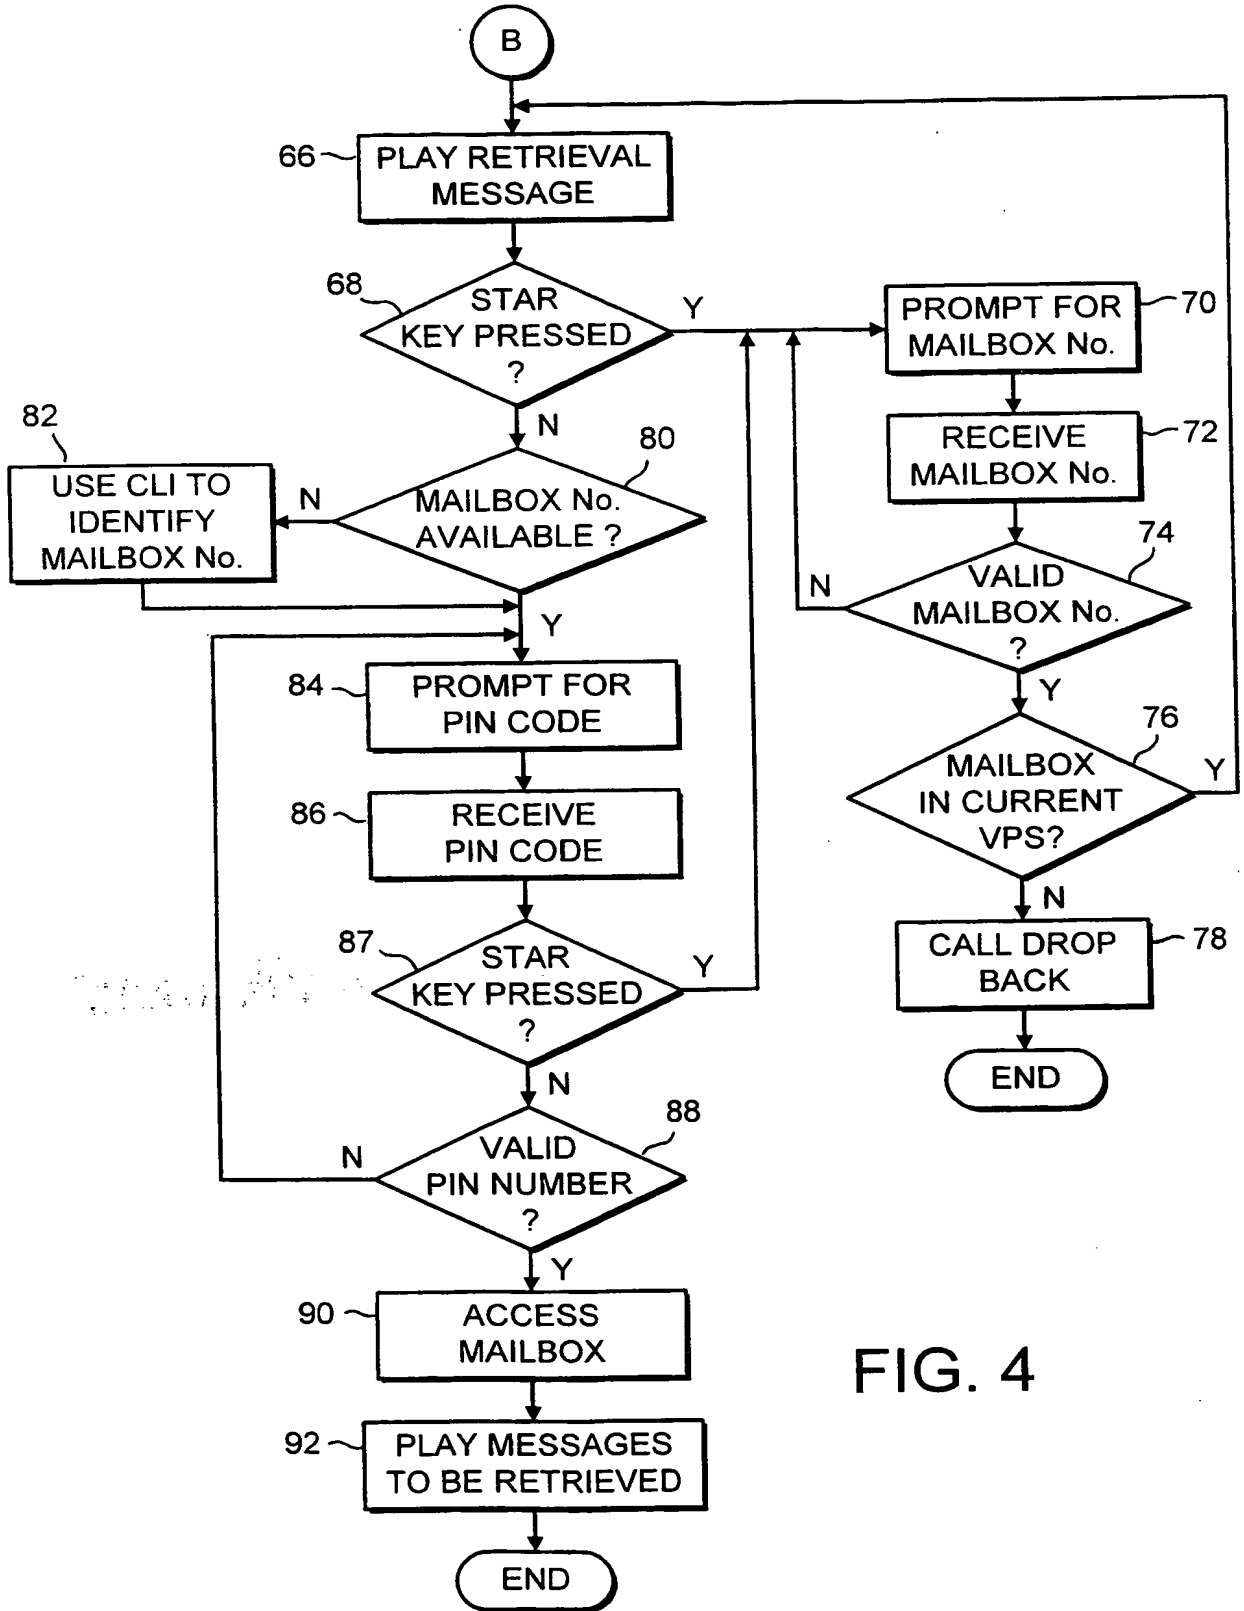 B
66
PLAY RETRIEVAL
MESSAGE
68
STAR
KEY PRESSED
?
Y
N
PROMPT FOR
MAILBOX No.
70
RECEIVE
MAILBOX No.
72
VALID
MAILBOX No.
?
74
N
Y
MAILBOX
IN CURRENT
VPS?
76
Y
N
CALL DROP
BACK
78
END
80
MAILBOX No.
AVAILABLE ?
N
Y
82
USE CLI TO
IDENTIFY
MAILBOX No.
84
PROMPT FOR
PIN CODE
86
RECEIVE
PIN CODE
87
STAR
KEY PRESSED
?
Y
N
88
VALID
PIN NUMBER
?
N
Y
90
ACCESS
MAILBOX
92
PLAY MESSAGES
TO BE RETRIEVED
END
FIG. 4